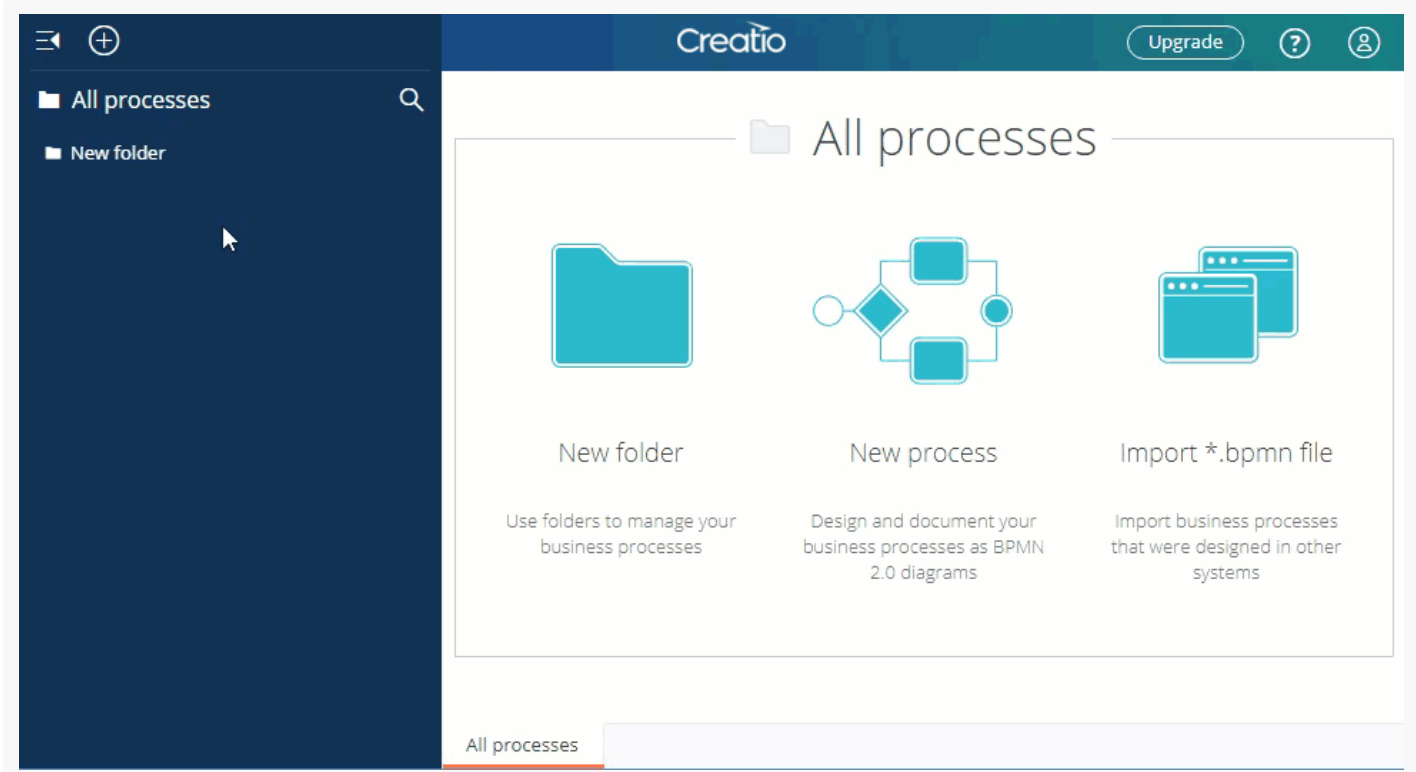 Creatio
Upgrade
?
All processes
New folder
All processes
New folder
New process
Import *.bpmn file
Use folders to manage your
business processes
Design and document your
business processes as BPMN
2.0 diagrams
Import business processes
that were designed in other
systems
All processes